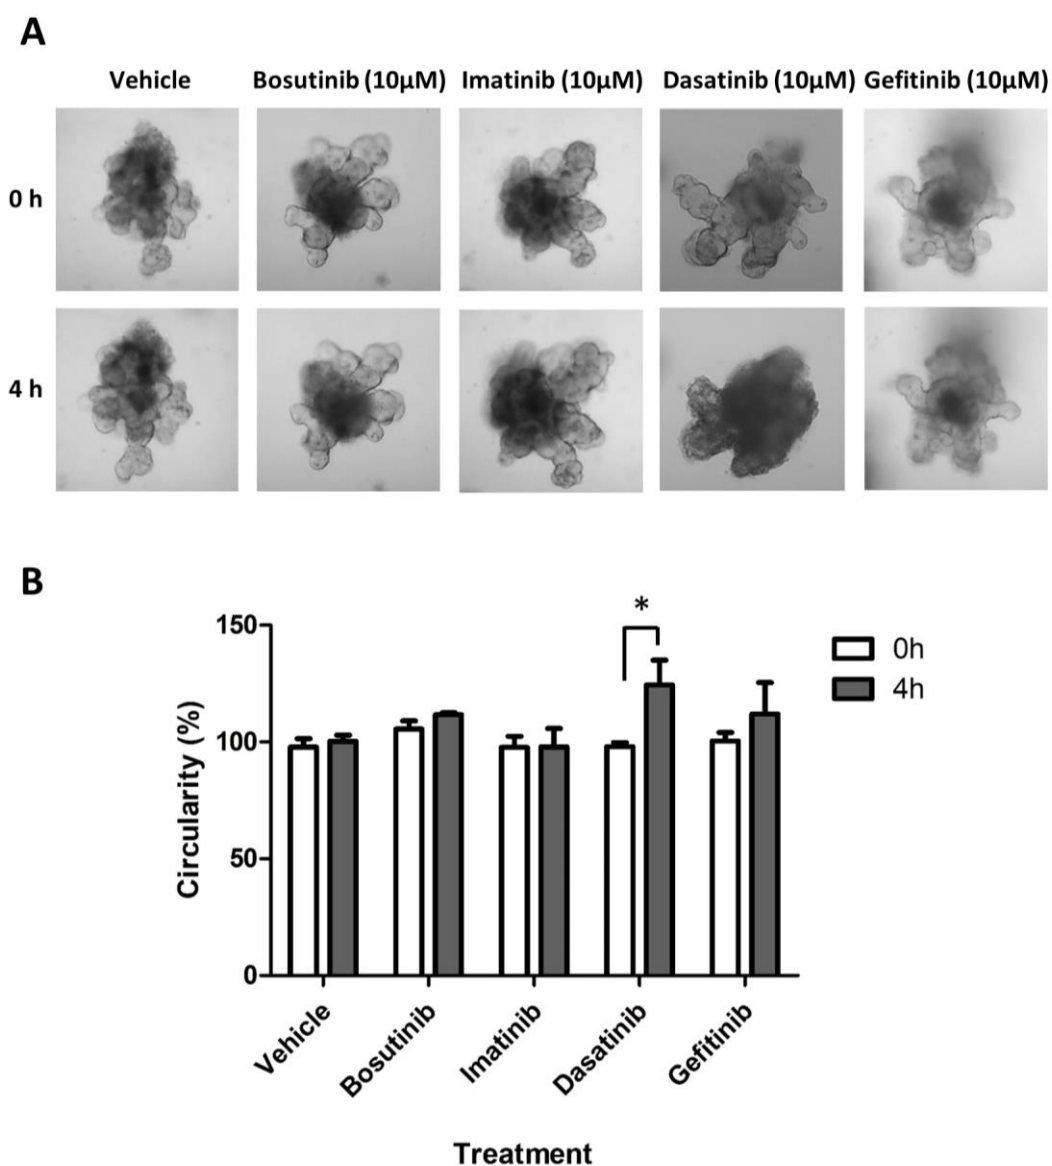 A
Vehicle Bosutinib (10μM) Imatinib (10μM) Dasatinib (10μM) Gefitinib (10μM)
0 h
4 h
B
*
150
100
50
0
Circularity (%)
0h
4h
Vehicle
Bosutinib
Imatinib
Dasatinib
Gefitinib
Treatment